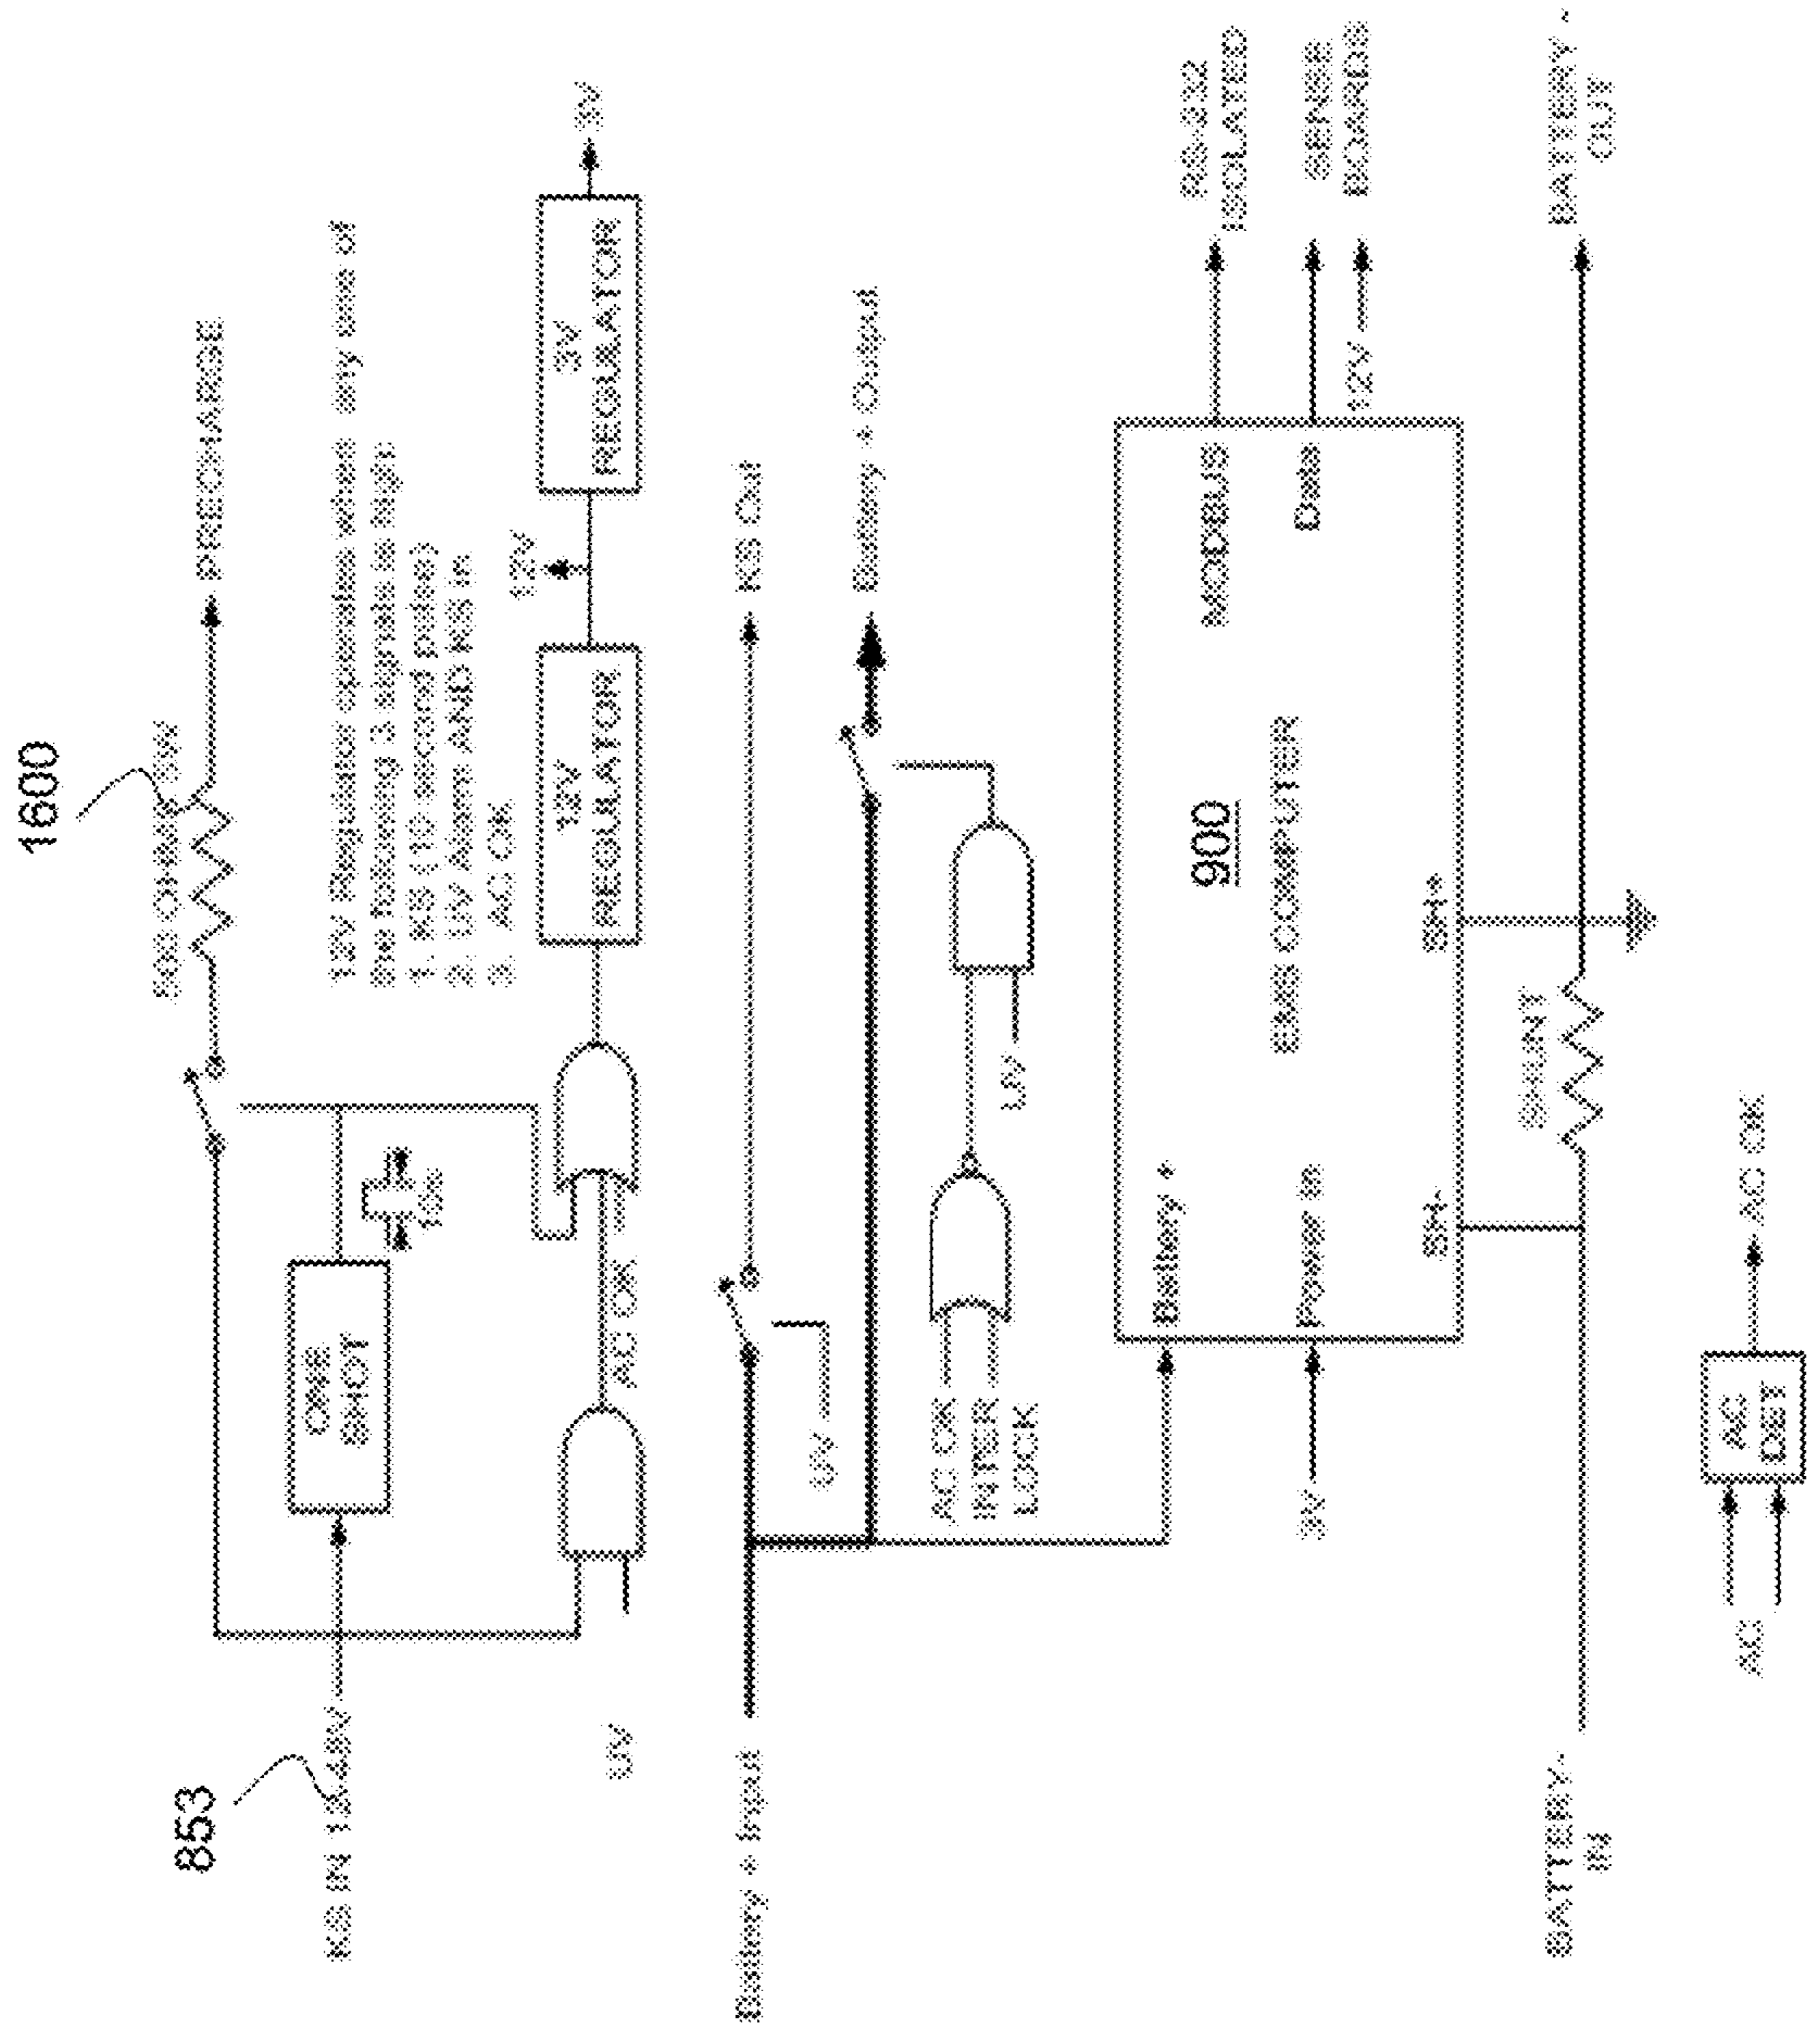 1600
500 OHMS 5W
PRECHARGE
853
KS IN 12-48V
ONE
SHOT
10s
12V Regulator operates when any one of
the following 3 signals is high:
1. KS (10 second pulse)
2. UV Alarm AND KS in
3. AC OK
UV
AC OK
12V
REGULATOR
12V
3V
REGULATOR
3V
Battery + Input
UV
KS Out
Battery + Output
AC OK
INTER
LOCK
UV
Battery +
3V
Power in
900
EMS COMPUTER
MODBUS
RS-232
ISOLATED
Data
SENSE
BOARDS
12V
SH-
SH+
BATTERY-
IN
SHUNT
BATTERY -
OUT
AC
AC
DET
AC OK